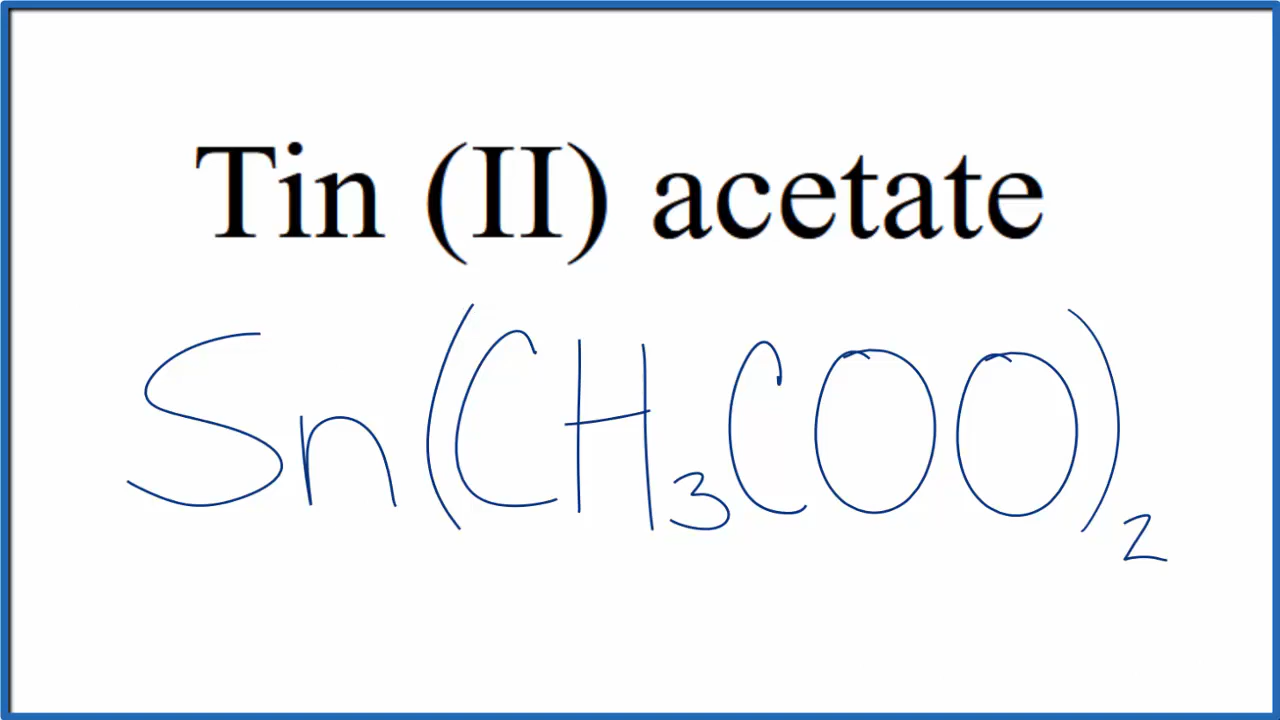 Tin (II) acetate
Sn(CH₃COO)₂